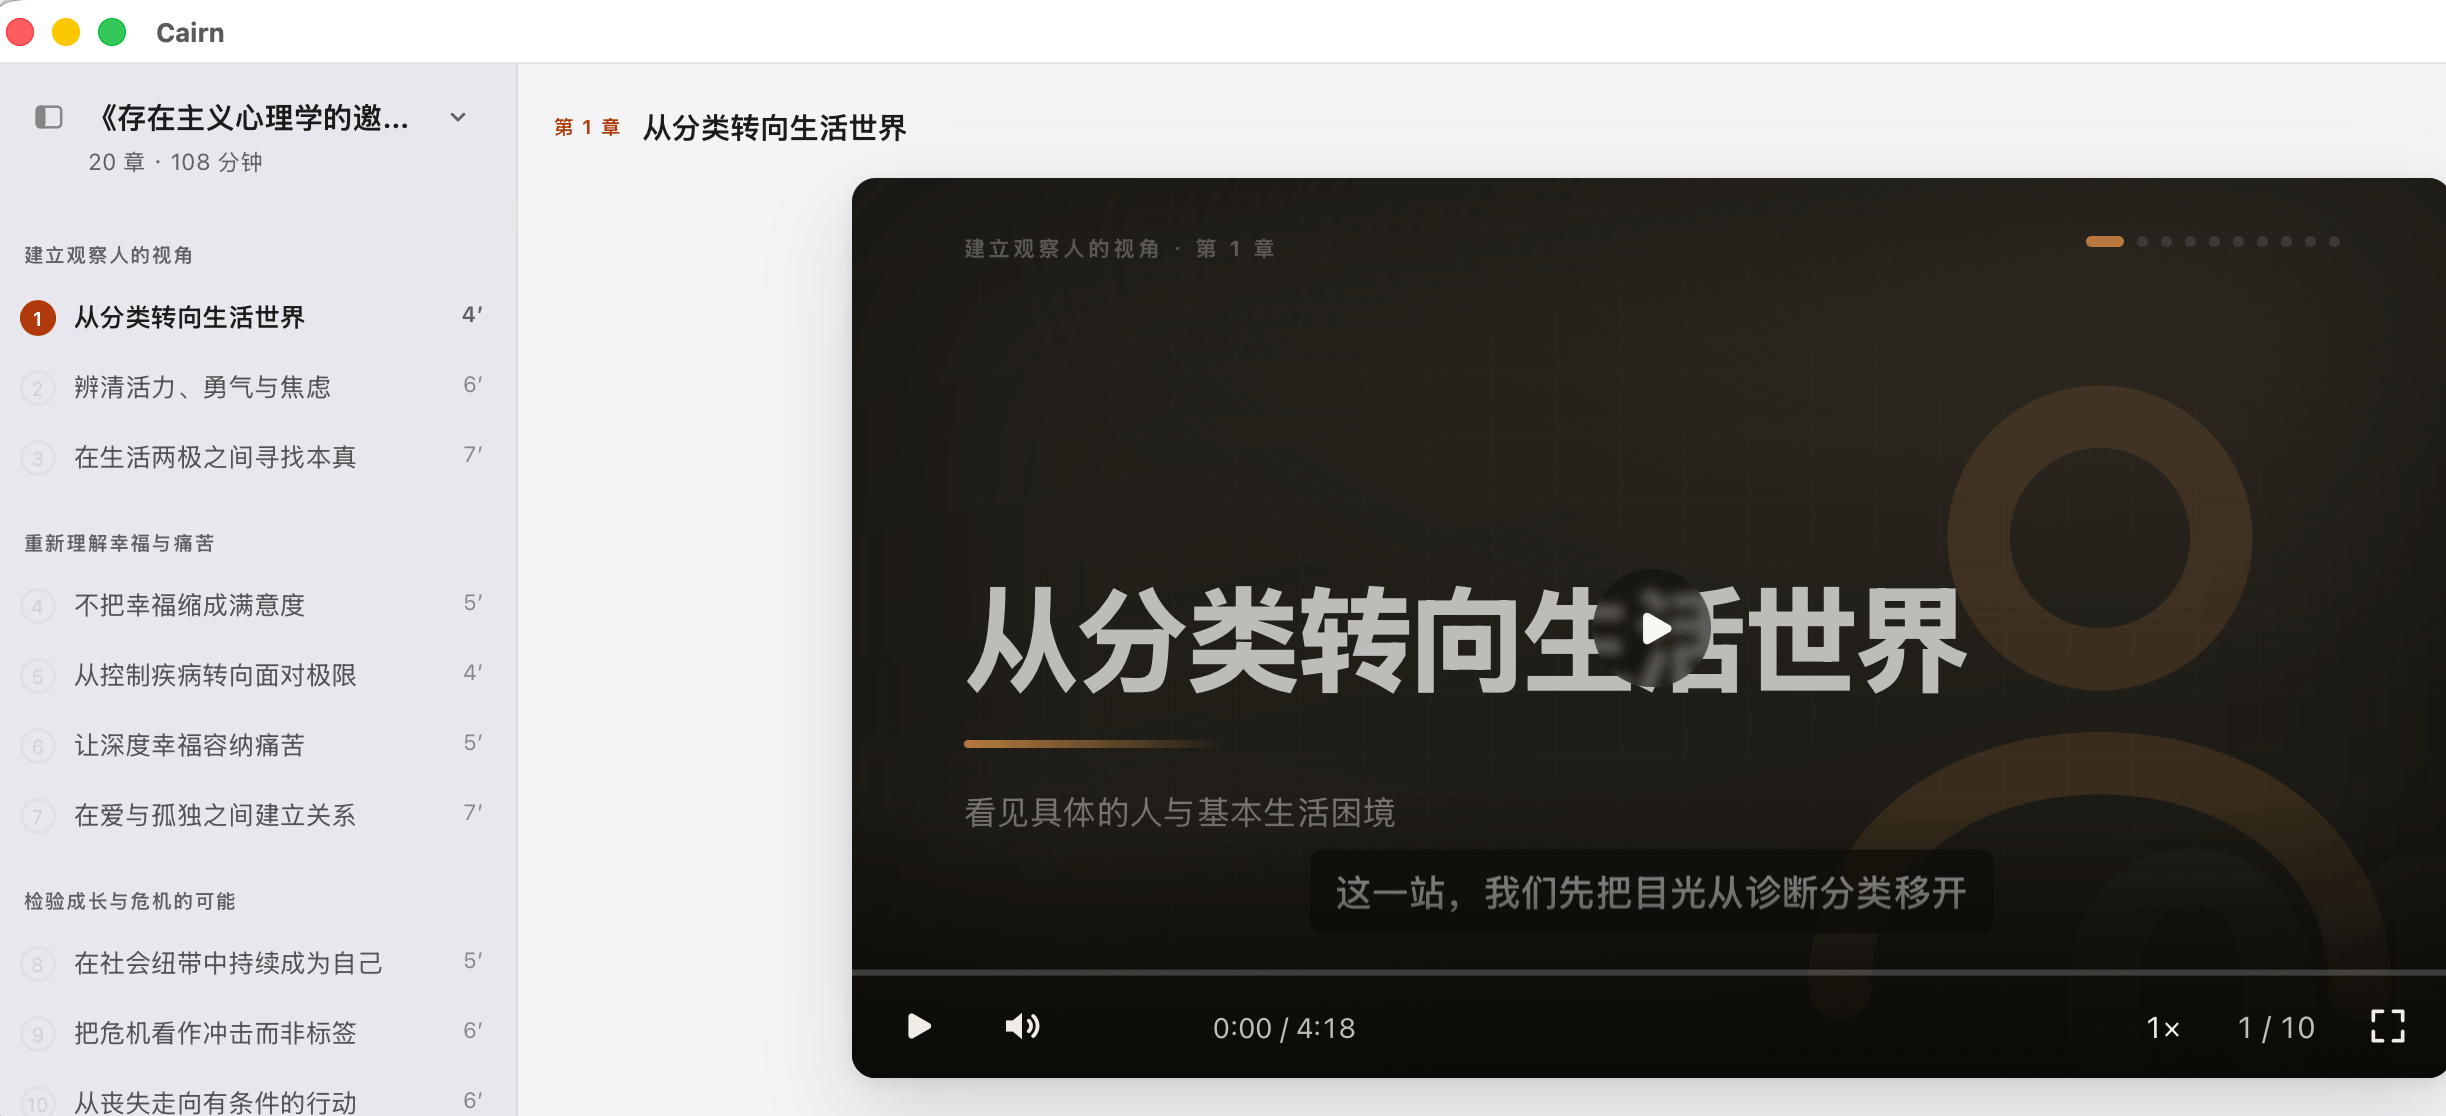 Cairn
《存在主义心理学的邀...
20 章 · 108 分钟
建立观察人的视角
1 从分类转向生活世界 4′
2 辨清活力、勇气与焦虑 6′
3 在生活两极之间寻找本真 7′
重新理解幸福与痛苦
4 不把幸福缩成满意度 5′
5 从控制疾病转向面对极限 4′
6 让深度幸福容纳痛苦 5′
7 在爱与孤独之间建立关系 7′
检验成长与危机的可能
8 在社会纽带中持续成为自己 5′
9 把危机看作冲击而非标签 6′
10 从丧失走向有条件的行动 6′
第 1 章 从分类转向生活世界
建立观察人的视角 · 第 1 章
从分类转向生活世界
看见具体的人与基本生活困境
这一站，我们先把目光从诊断分类移开
0:00 / 4:18
1×
1 / 10